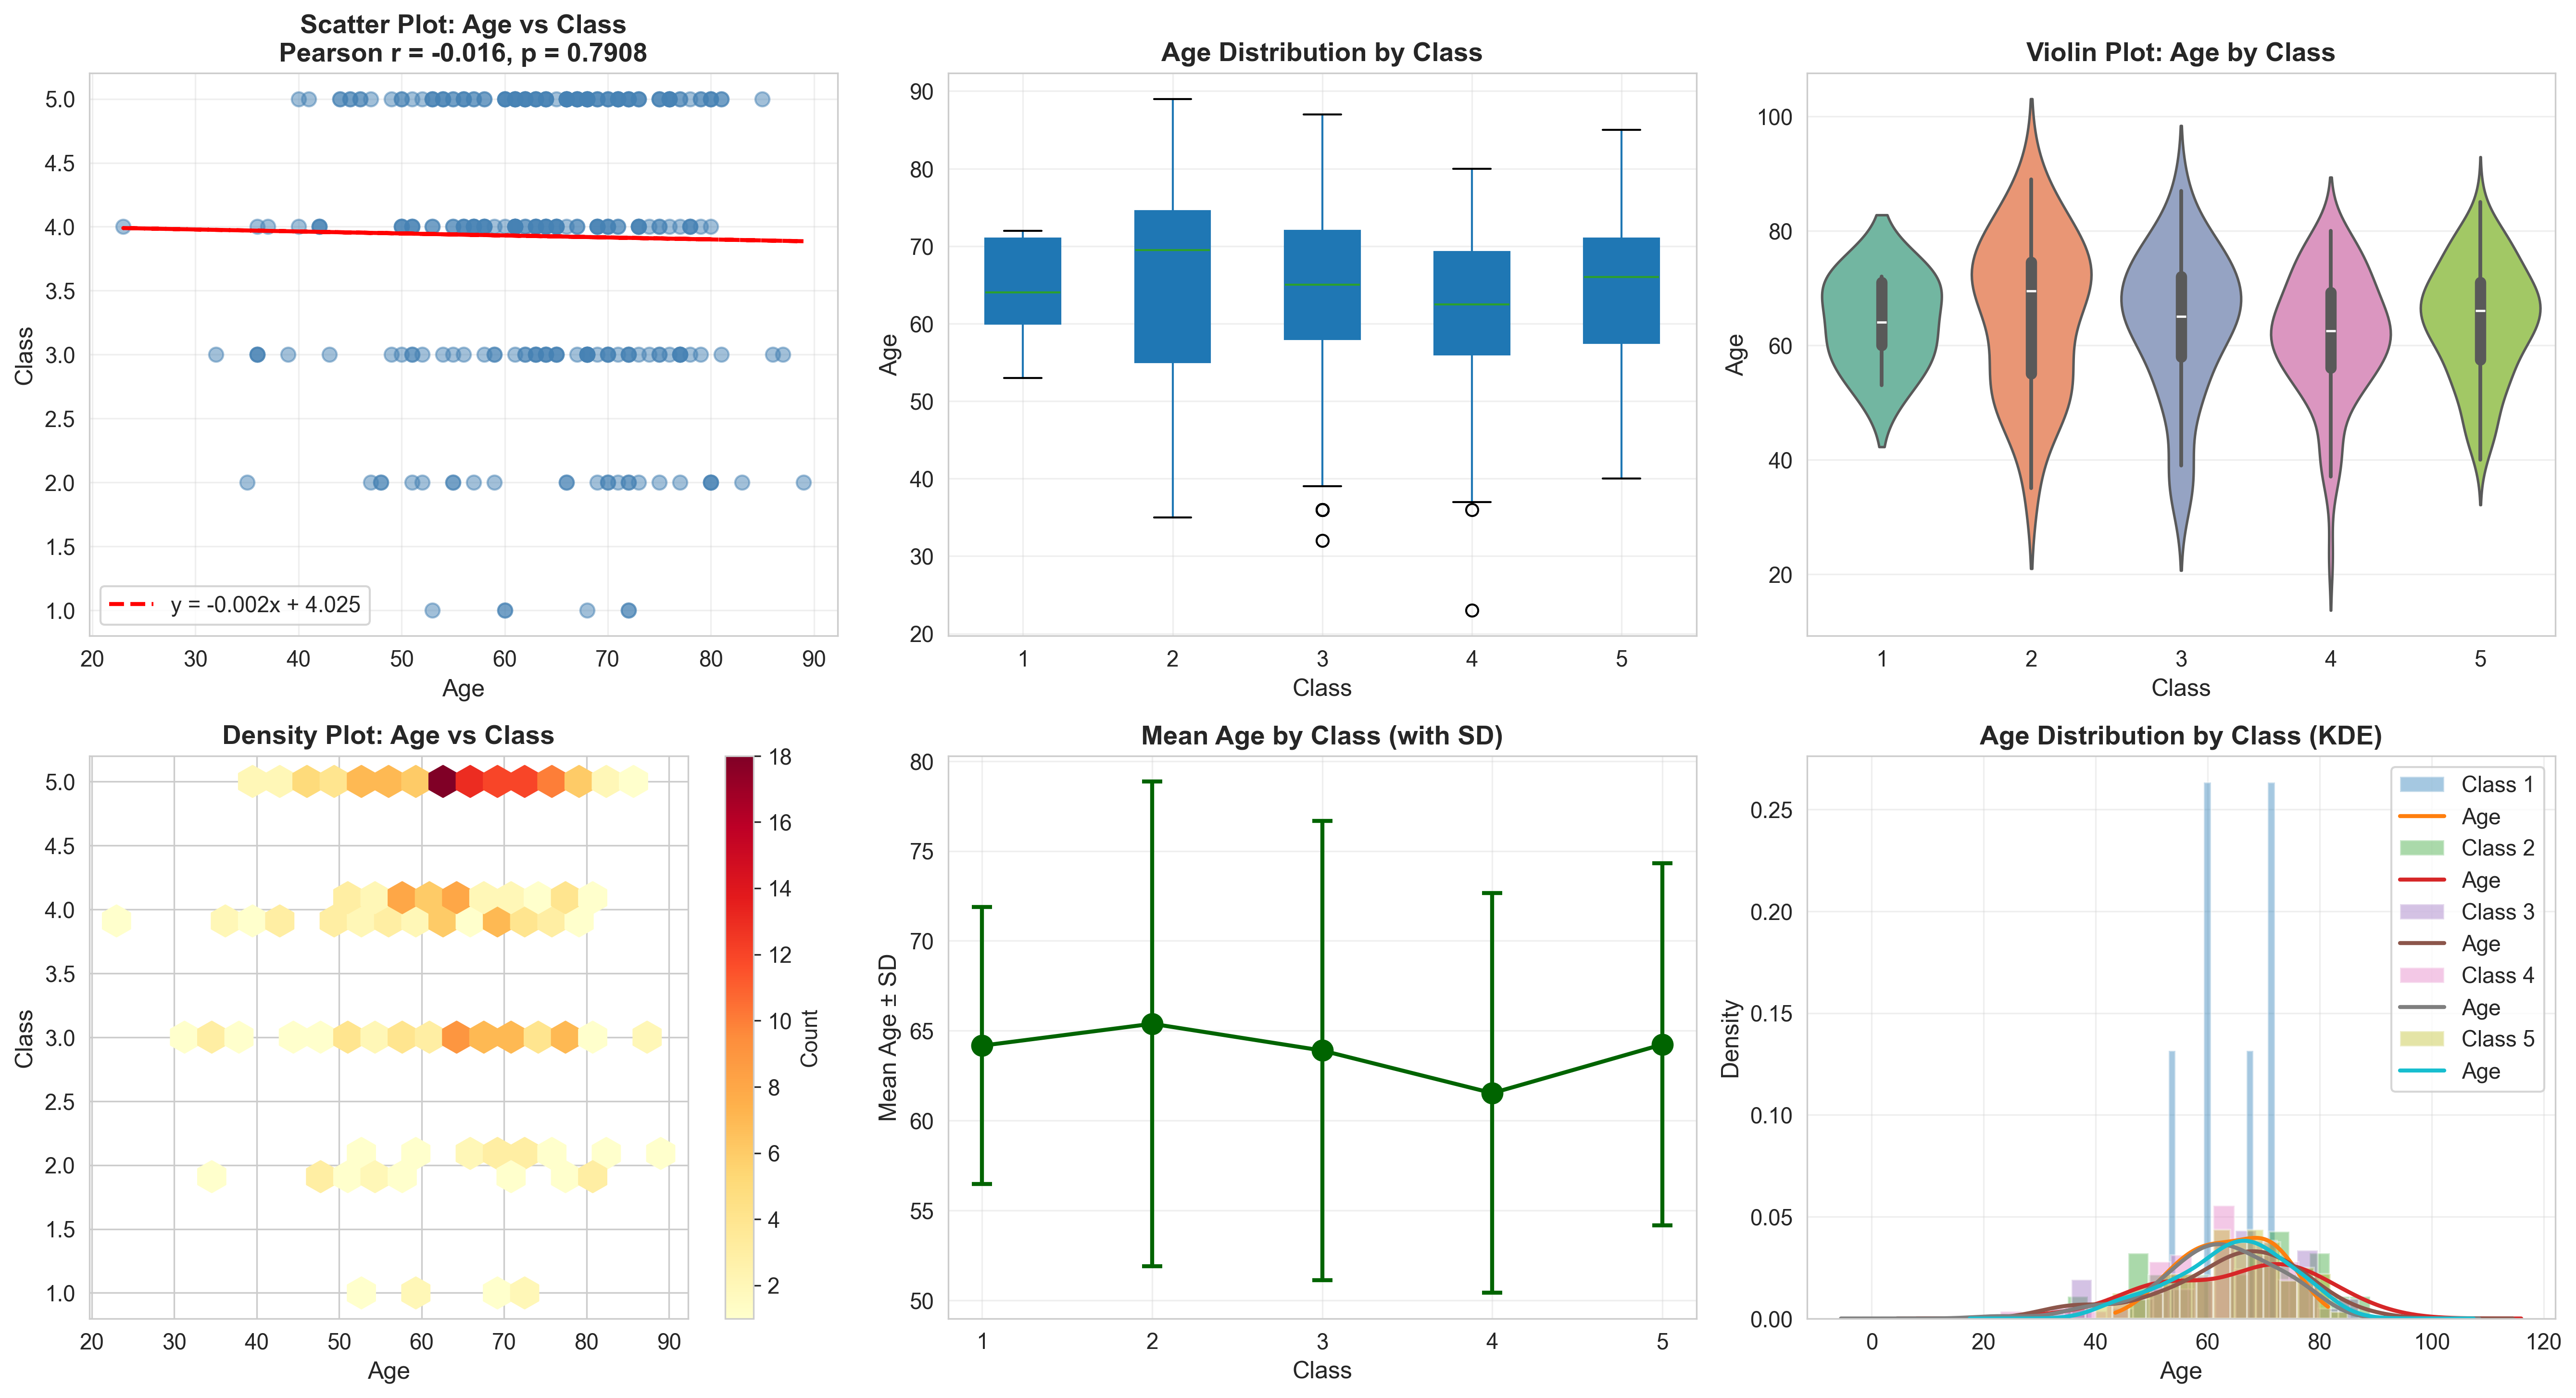 Scatter Plot: Age vs Class
Pearson r = -0.016, p = 0.7908
5.0
4.5
4.0
3.5
3.0
2.5
2.0
1.5
1.0
Class
y = -0.002x + 4.025
20 30 40 50 60 70 80 90
Age
Age Distribution by Class
90
80
70
60
50
40
30
20
Age
1 2 3 4 5
Class
Violin Plot: Age by Class
100
80
60
40
20
Age
1 2 3 4 5
Class
Density Plot: Age vs Class
5.0
4.5
4.0
3.5
3.0
2.5
2.0
1.5
1.0
Class
20 30 40 50 60 70 80 90
Age
18
16
14
12
10
8
6
4
2
Count
Mean Age by Class (with SD)
80
75
70
65
60
55
50
Mean Age ± SD
1 2 3 4 5
Class
Age Distribution by Class (KDE)
0.25
0.20
0.15
0.10
0.05
0.00
Density
Class 1
Age
Class 2
Age
Class 3
Age
Class 4
Age
Class 5
Age
0 20 40 60 80 100 120
Age